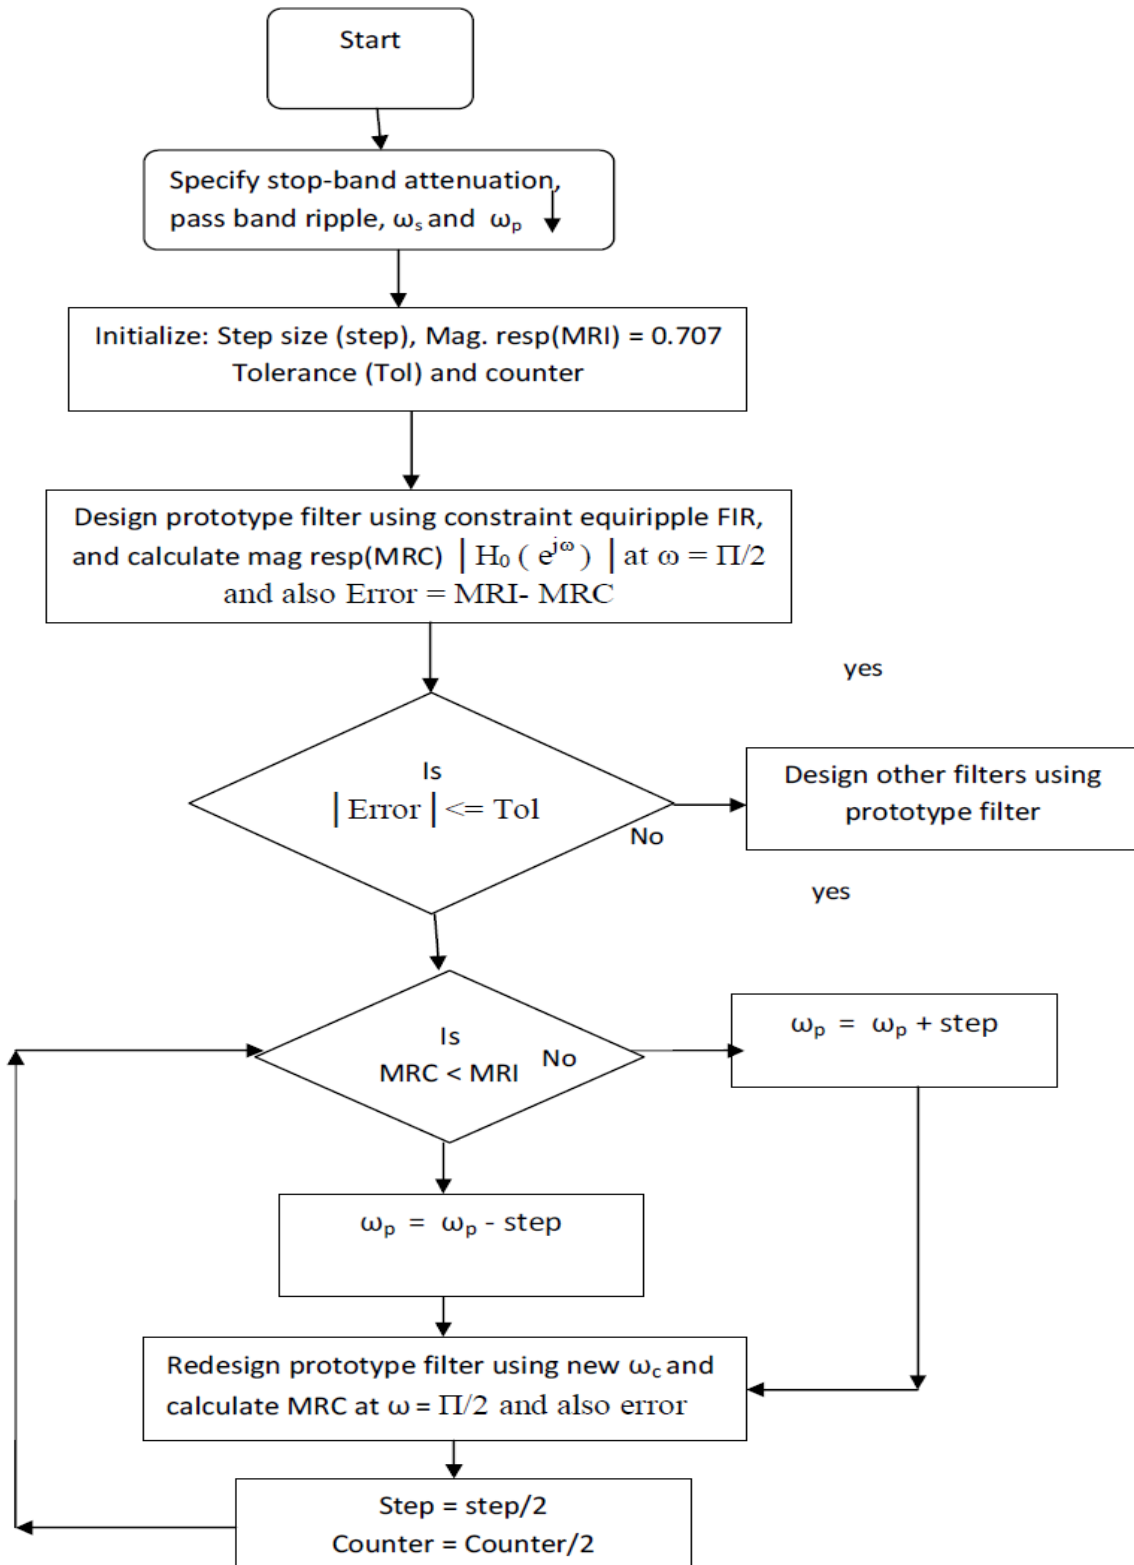 Start
Specify stop-band attenuation,
pass band ripple, ωs and ωp
Initialize: Step size (step), Mag. resp(MRI) = 0.707
Tolerance (Tol) and counter
Design prototype filter using constraint equiripple FIR,
and calculate mag resp(MRC) | H0 ( e^jω ) | at ω = Π/2
and also Error = MRI- MRC
yes
Is
| Error | <= Tol
No
Design other filters using
prototype filter
yes
Is
MRC < MRI
No
ωp = ωp + step
ωp = ωp - step
Redesign prototype filter using new ωc and
calculate MRC at ω = Π/2 and also error
Step = step/2
Counter = Counter/2